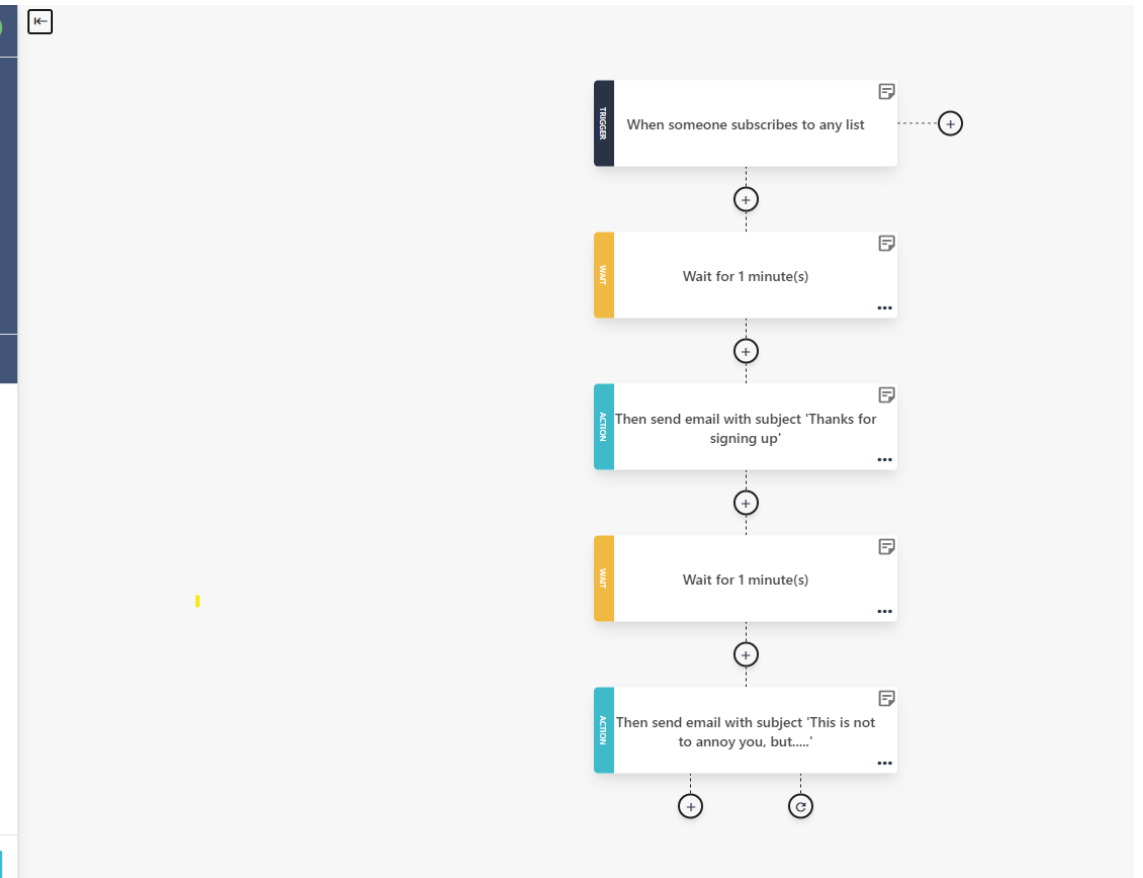 TRIGGER
When someone subscribes to any list
WAIT
Wait for 1 minute(s)
ACTION
Then send email with subject 'Thanks for
signing up'
WAIT
Wait for 1 minute(s)
ACTION
Then send email with subject 'This is not
to annoy you, but.....'